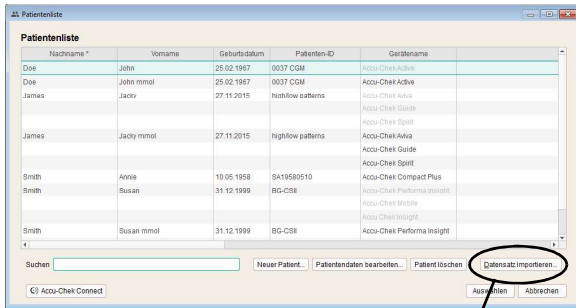 Patientenliste
Patientenliste
Nachname * Vorname Geburtsdatum Patienten-ID Gerätename
Doe John 25.02.1967 0037 CGM Accu-Chek Active
Doe John mmol 25.02.1967 0037 CGM Accu-Chek Active
James Jacky 27.11.2015 high/low patterns Accu-Chek Aviva
Accu-Chek Guide
Accu-Chek Spirit
James Jacky mmol 27.11.2015 high/low patterns Accu-Chek Aviva
Accu-Chek Guide
Accu-Chek Spirit
Smith Annie 10.05.1958 SA19580510 Accu-Chek Compact Plus
Smith Susan 31.12.1999 BG-CSII Accu-Chek Performa Insight
Accu-Chek Mobile
Accu-Chek Insight
Smith Susan mmol 31.12.1999 BG-CSII Accu-Chek Performa Insight
Suchen Neuer Patient... Patientendaten bearbeiten... Patient löschen Datensatz importieren...
Accu-Chek Connect Auswählen Abbrechen